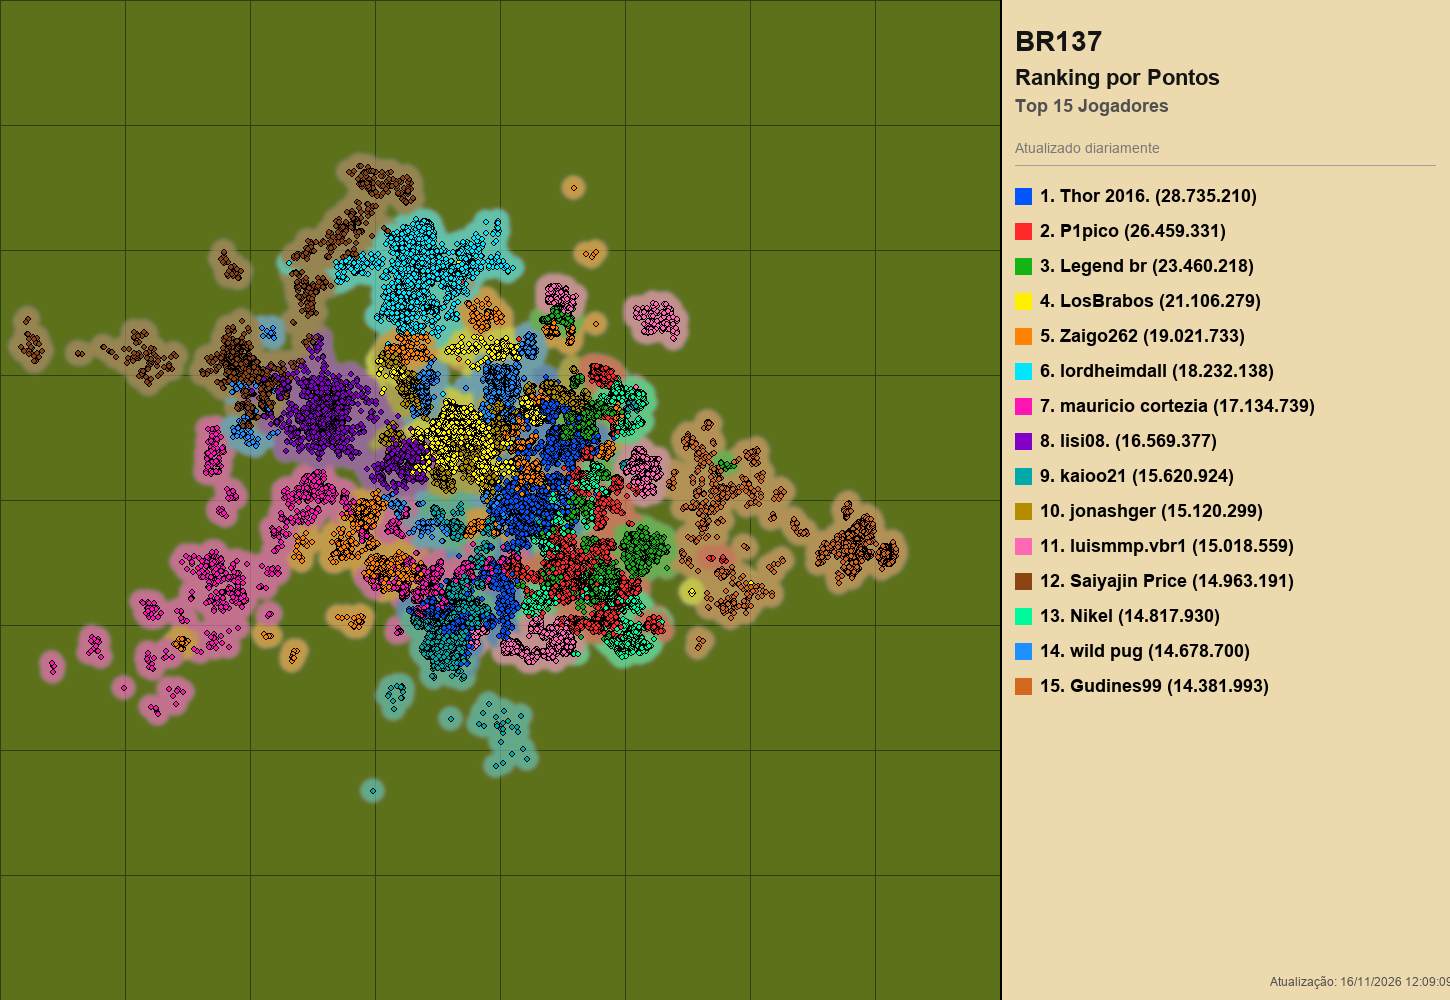 BR137
Ranking por Pontos
Top 15 Jogadores
Atualizado diariamente
1. Thor 2016. (28.735.210)
2. P1pico (26.459.331)
3. Legend br (23.460.218)
4. LosBrabos (21.106.279)
5. Zaigo262 (19.021.733)
6. lordheimdall (18.232.138)
7. mauricio cortezia (17.134.739)
8. lisi08. (16.569.377)
9. kaioo21 (15.620.924)
10. jonashger (15.120.299)
11. luismmp.vbr1 (15.018.559)
12. Saiyajin Price (14.963.191)
13. Nikel (14.817.930)
14. wild pug (14.678.700)
15. Gudines99 (14.381.993)
Atualização: 16/11/2026 12:09:09